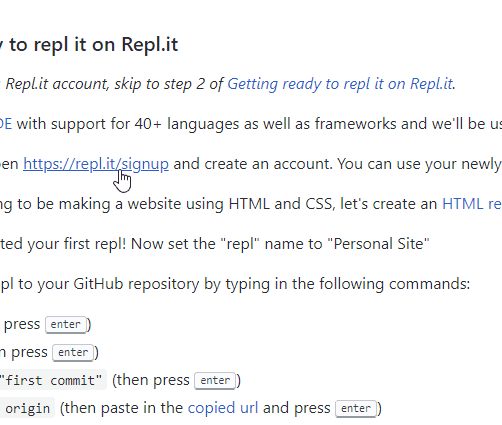 y to repl it on Repl.it
Repl.it account, skip to step 2 of Getting ready to repl it on Repl.it.
DE with support for 40+ languages as well as frameworks and we'll be us
en https://repl.it/signup and create an account. You can use your newly
ng to be making a website using HTML and CSS, let's create an HTML re
ted your first repl! Now set the "repl" name to "Personal Site"
pl to your GitHub repository by typing in the following commands:
press enter)
n press enter)
"first commit" (then press enter)
origin (then paste in the copied url and press enter)